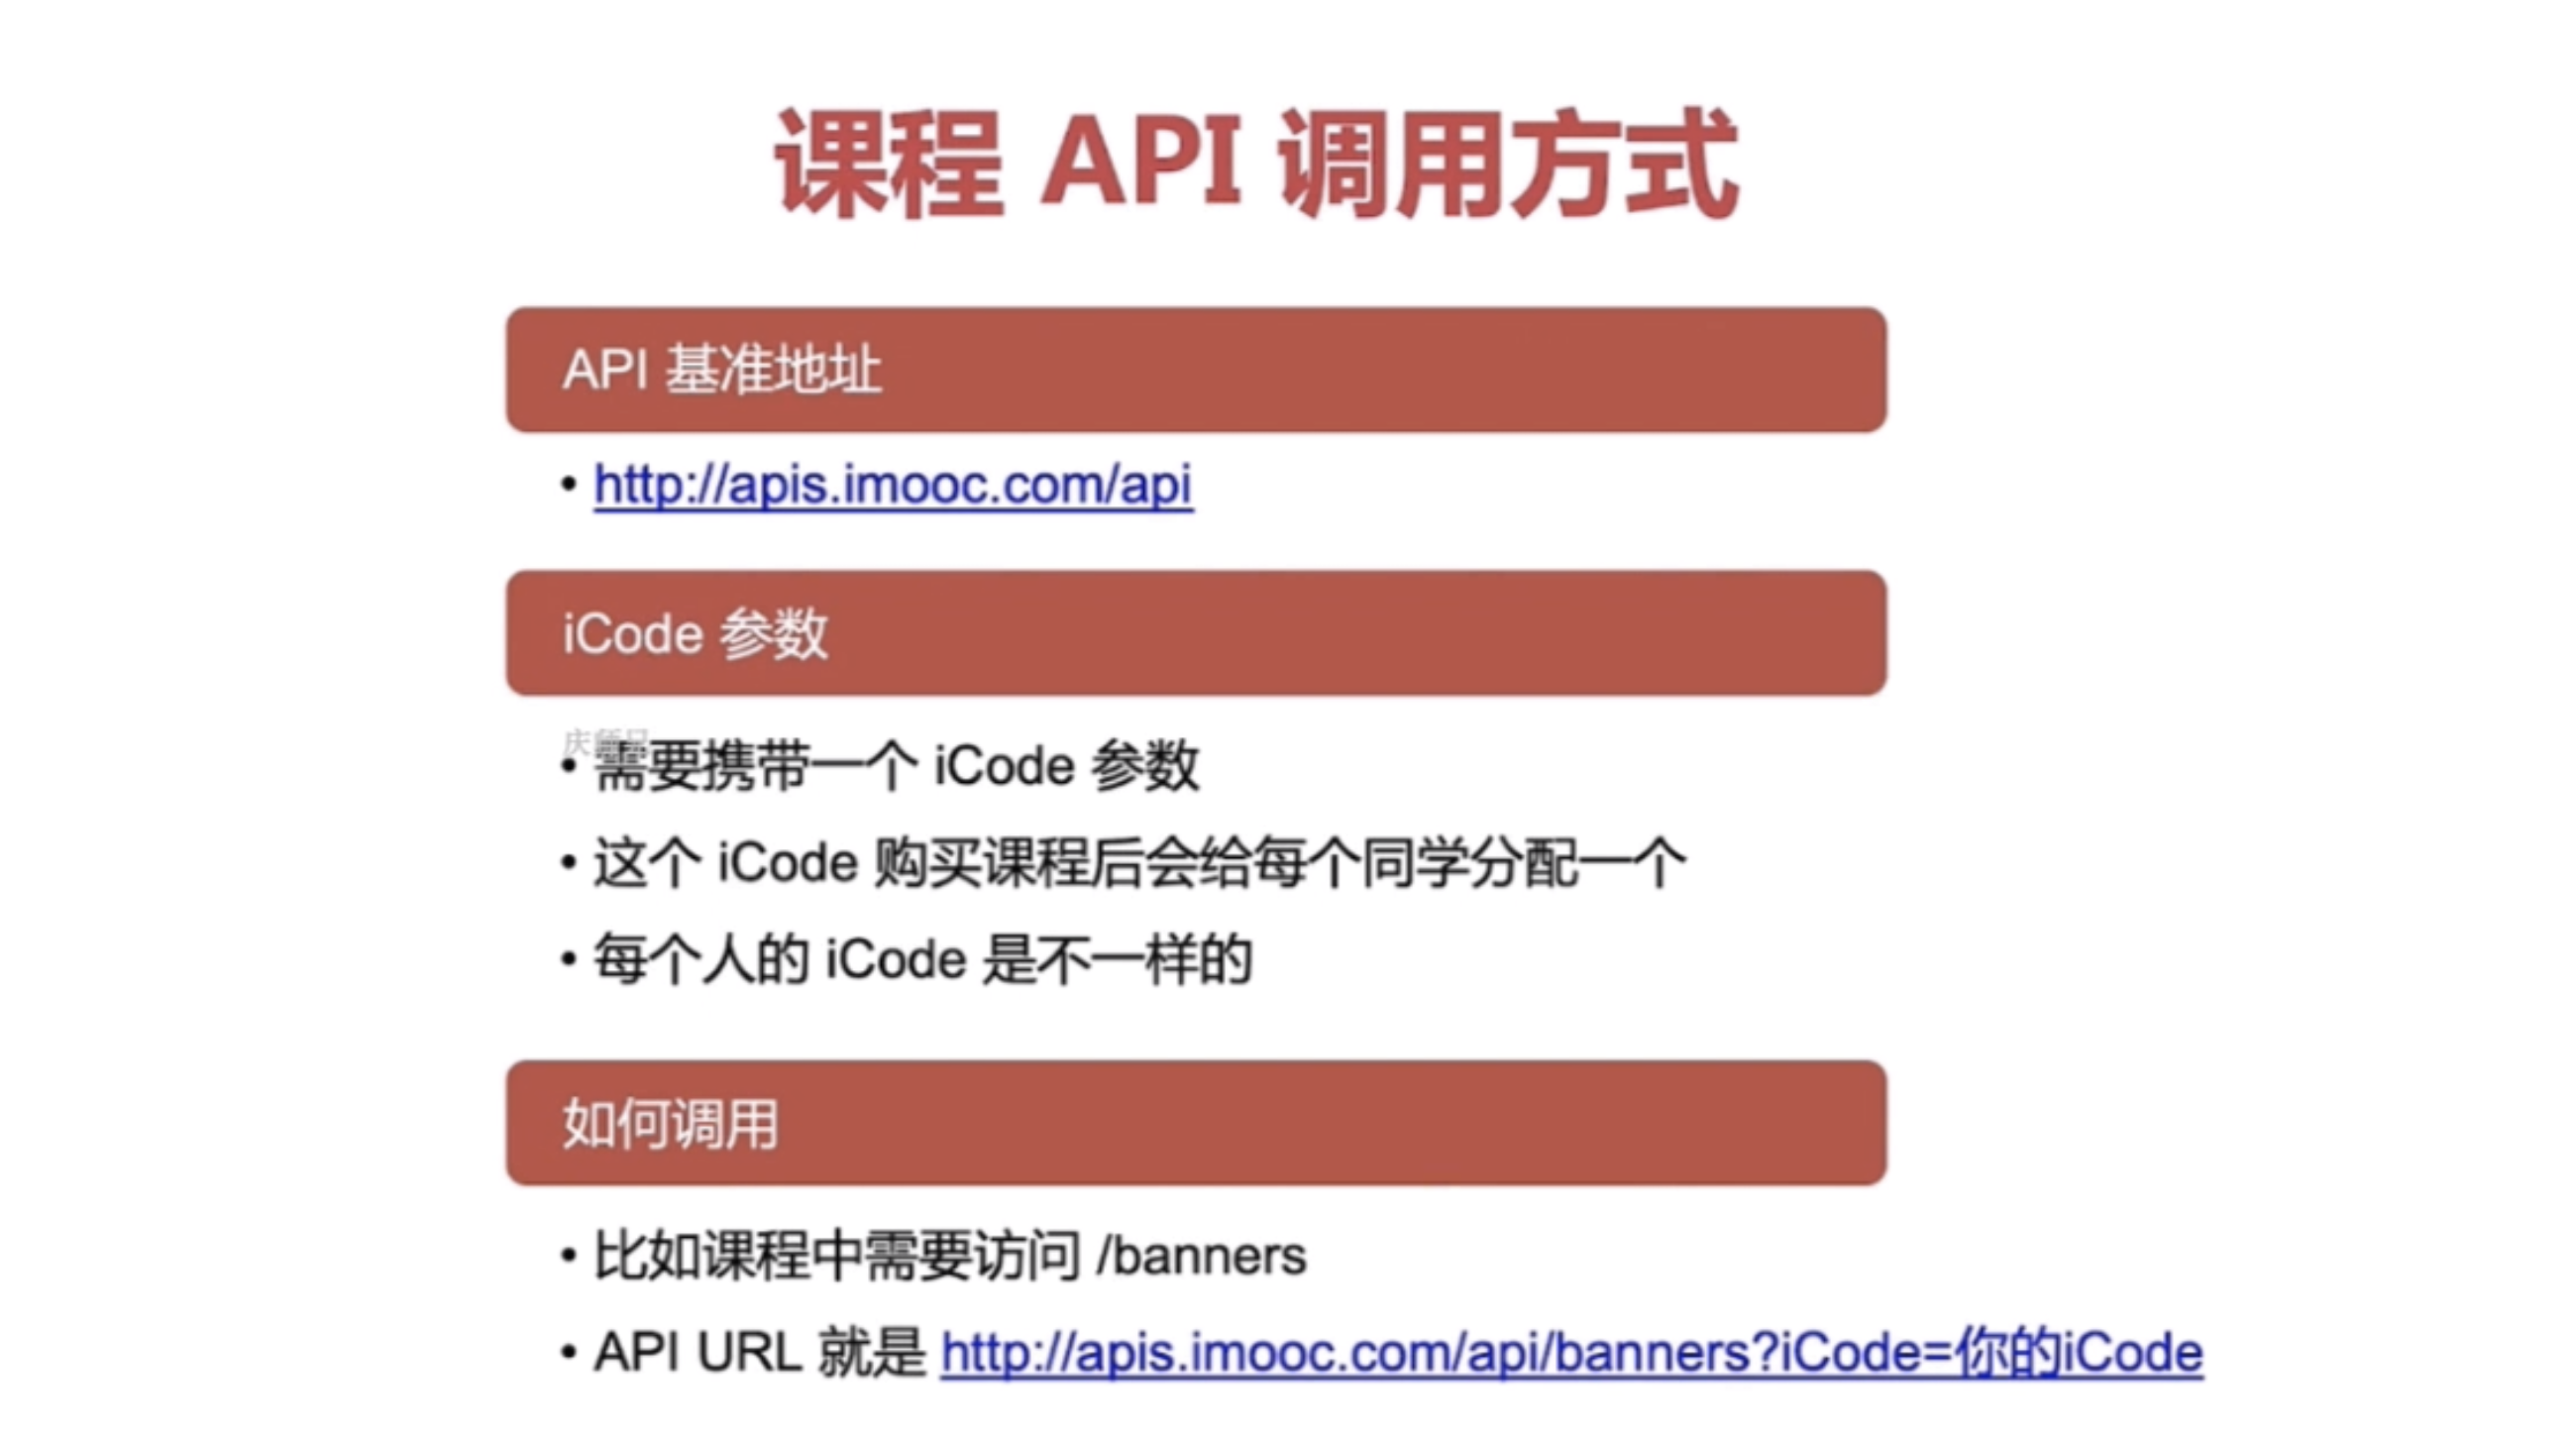 课程 API 调用方式
API 基准地址
• http://apis.imooc.com/api
iCode 参数
庆师兄
• 需要携带一个 iCode 参数
• 这个 iCode 购买课程后会给每个同学分配一个
• 每个人的 iCode 是不一样的
如何调用
• 比如课程中需要访问 /banners
• API URL 就是 http://apis.imooc.com/api/banners?iCode=你的iCode